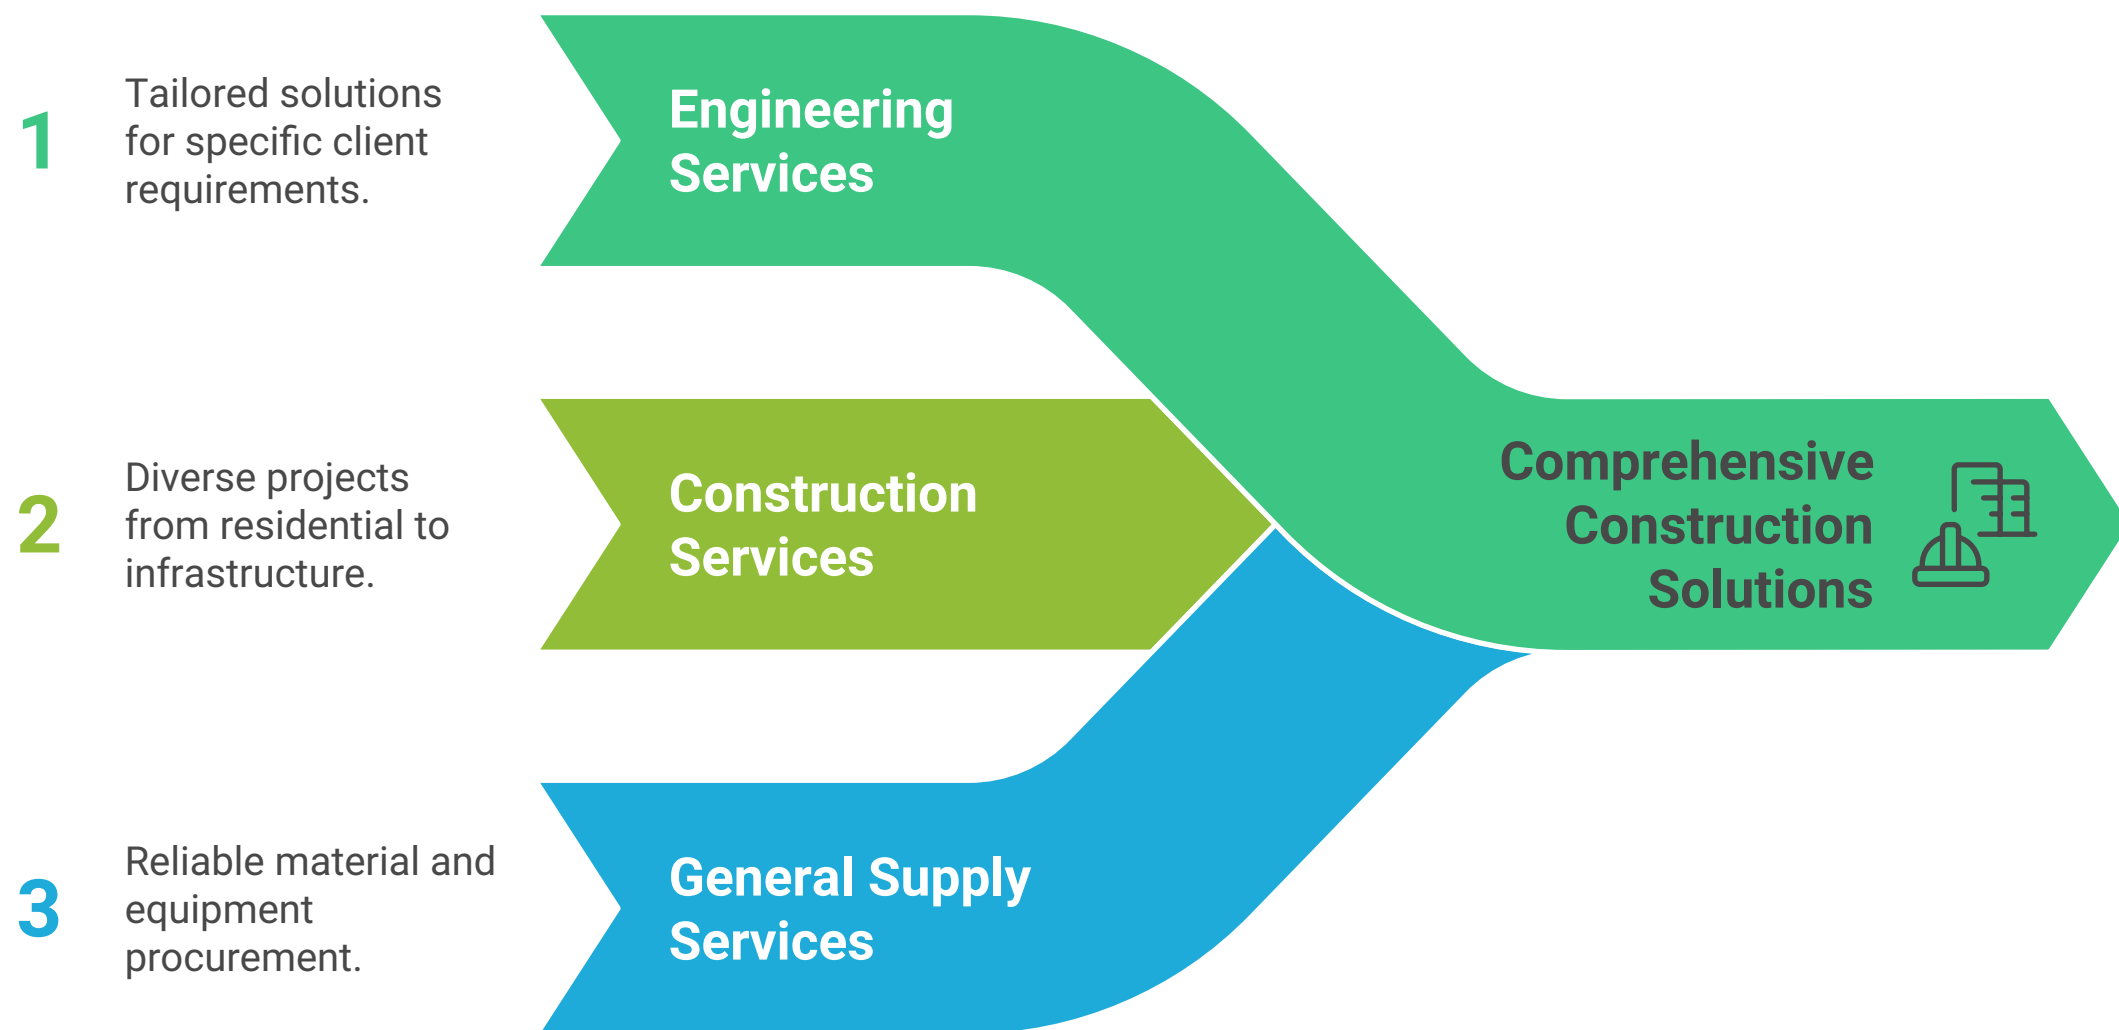 1
Tailored solutions
for specific client
requirements.
Engineering
Services
2
Diverse projects
from residential to
infrastructure.
Construction
Services
3
Reliable material and
equipment
procurement.
General Supply
Services
Comprehensive
Construction
Solutions